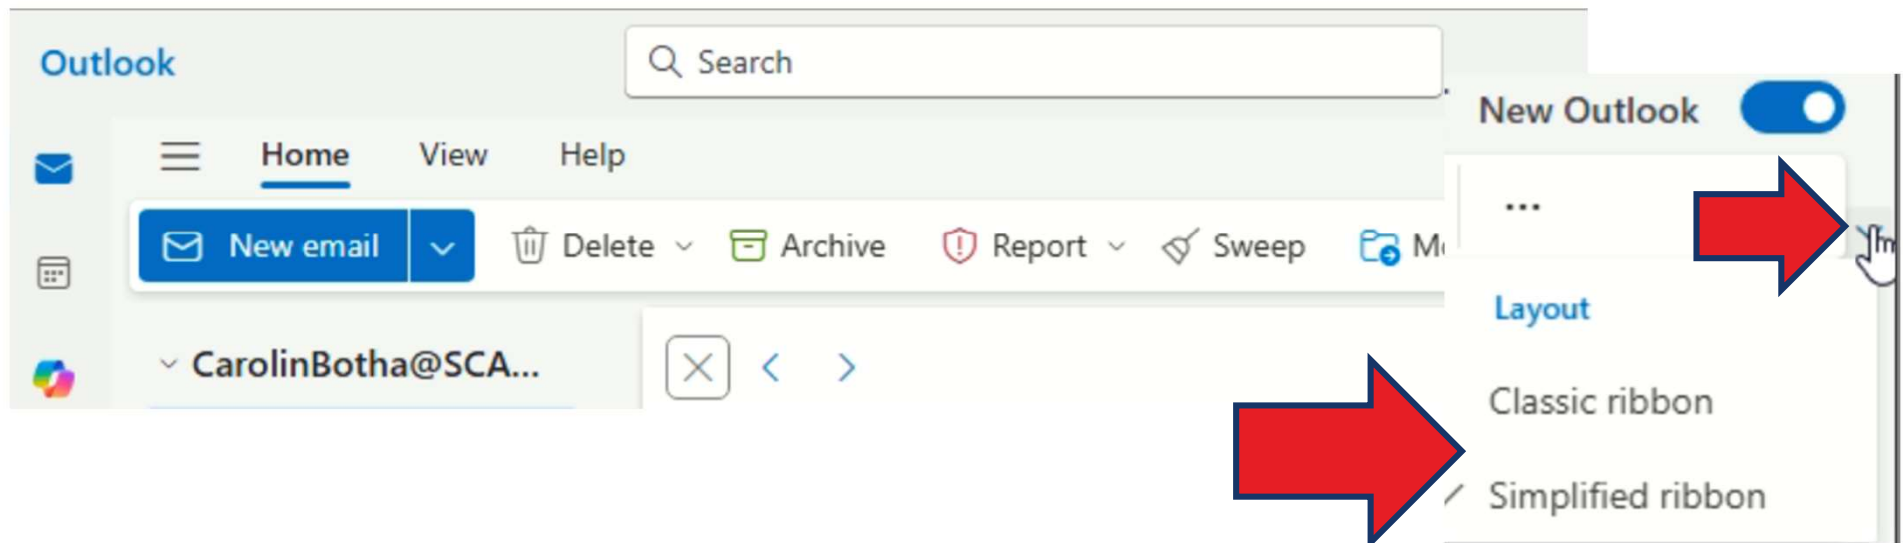 Outlook
Search
New Outlook
Home View Help
...
New email Delete Archive Report Sweep
Layout
CarolinBotha@SCA...
Classic ribbon
Simplified ribbon